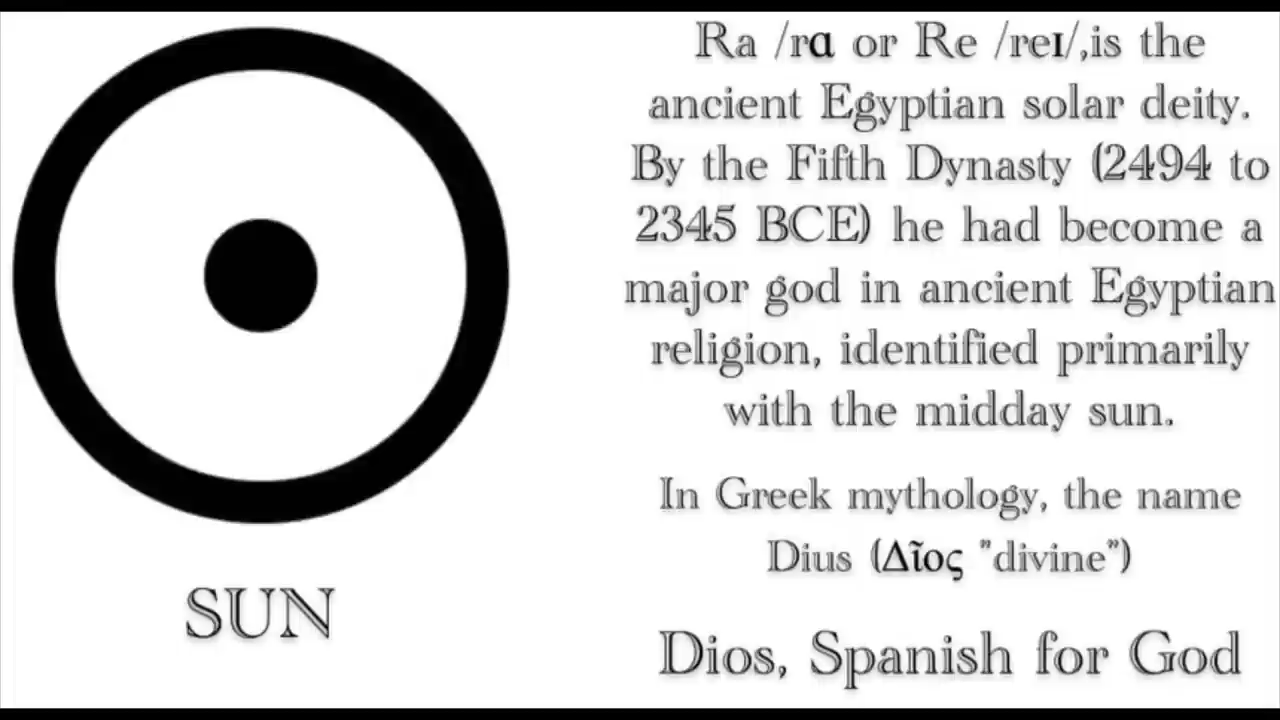 Ra /rɑ or Re /reɪ/,is the
ancient Egyptian solar deity.
By the Fifth Dynasty (2494 to
2345 BCE) he had become a
major god in ancient Egyptian
religion, identified primarily
with the midday sun.
In Greek mythology, the name
Dius (Δῖος "divine")
Dios, Spanish for God
SUN